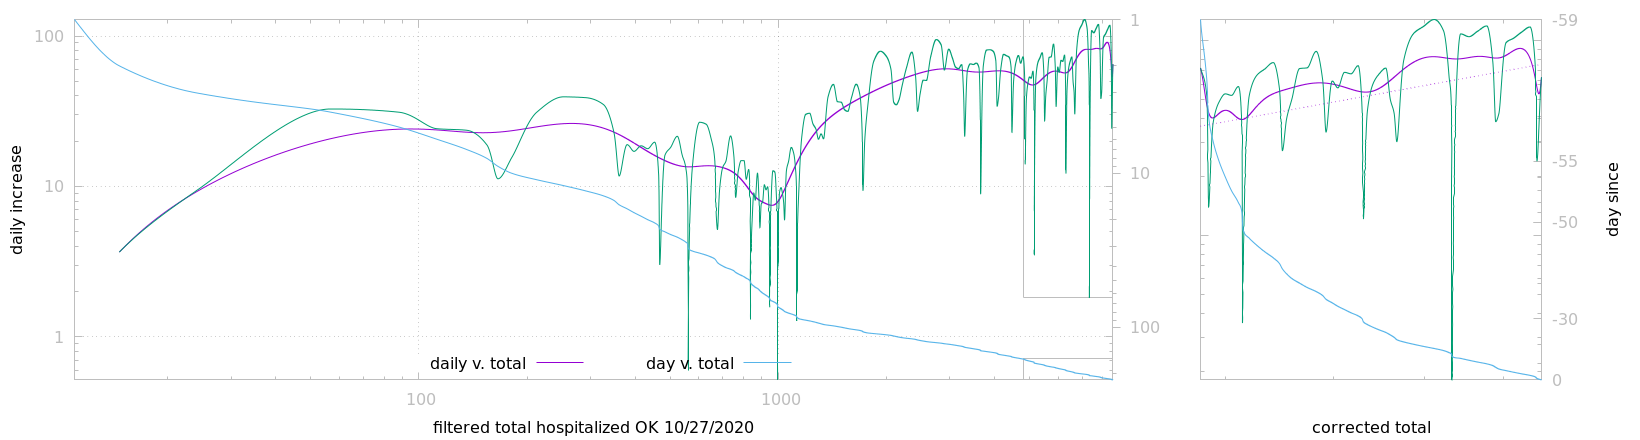 100
10
1
daily increase
100
1000
filtered total hospitalized OK 10/27/2020
daily v. total
day v. total
1
10
100
-59
-55
-50
-30
0
day since
corrected total